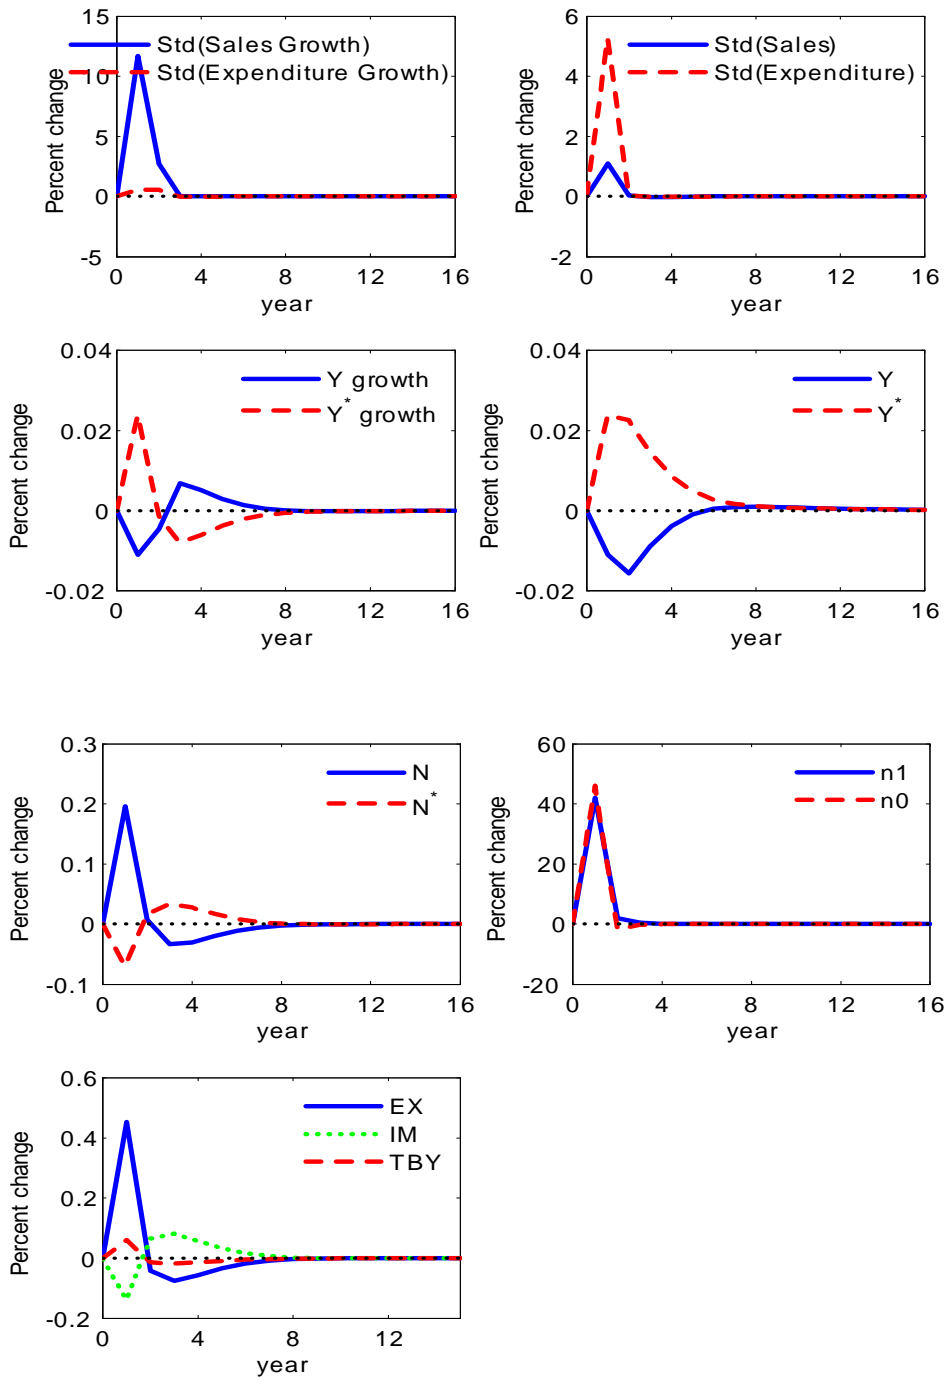 15
10
5
0
-5
Percent change
Std(Sales Growth)
Std(Expenditure Growth)
0 4 8 12 16
year
6
4
2
0
-2
Percent change
Std(Sales)
Std(Expenditure)
0 4 8 12 16
year
0.04
0.02
0
-0.02
Percent change
Y growth
Y* growth
0 4 8 12 16
year
0.04
0.02
0
-0.02
Percent change
Y
Y*
0 4 8 12 16
year
0.3
0.2
0.1
0
-0.1
Percent change
N
N*
0 4 8 12 16
year
60
40
20
0
-20
Percent change
n1
n0
0 4 8 12 16
year
0.6
0.4
0.2
0
-0.2
Percent change
EX
IM
TBY
0 4 8 12
year